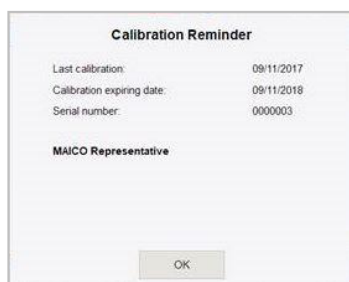 Calibration Reminder
Last calibration: 09/11/2017
Calibration expiring date: 09/11/2018
Serial number: 0000003
MAICO Representative
OK